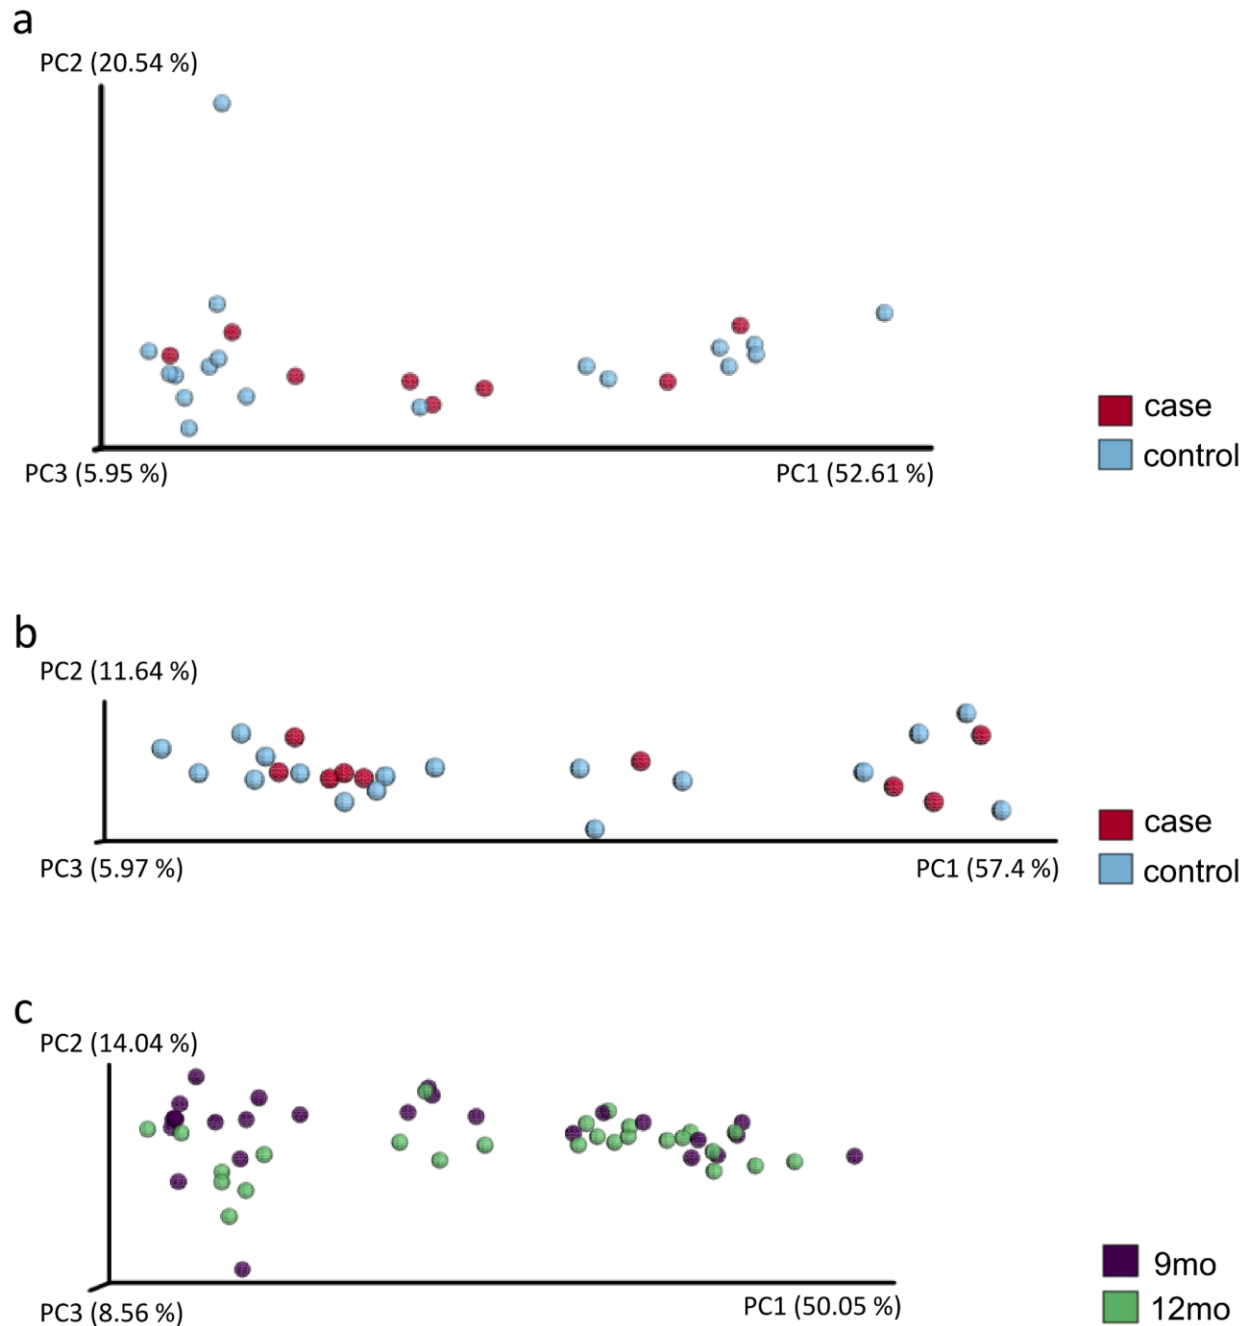 a
PC2 (20.54 %)
case
control
PC3 (5.95 %)
PC1 (52.61 %)
b
PC2 (11.64 %)
case
control
PC3 (5.97 %)
PC1 (57.4 %)
c
PC2 (14.04 %)
9mo
12mo
PC3 (8.56 %)
PC1 (50.05 %)